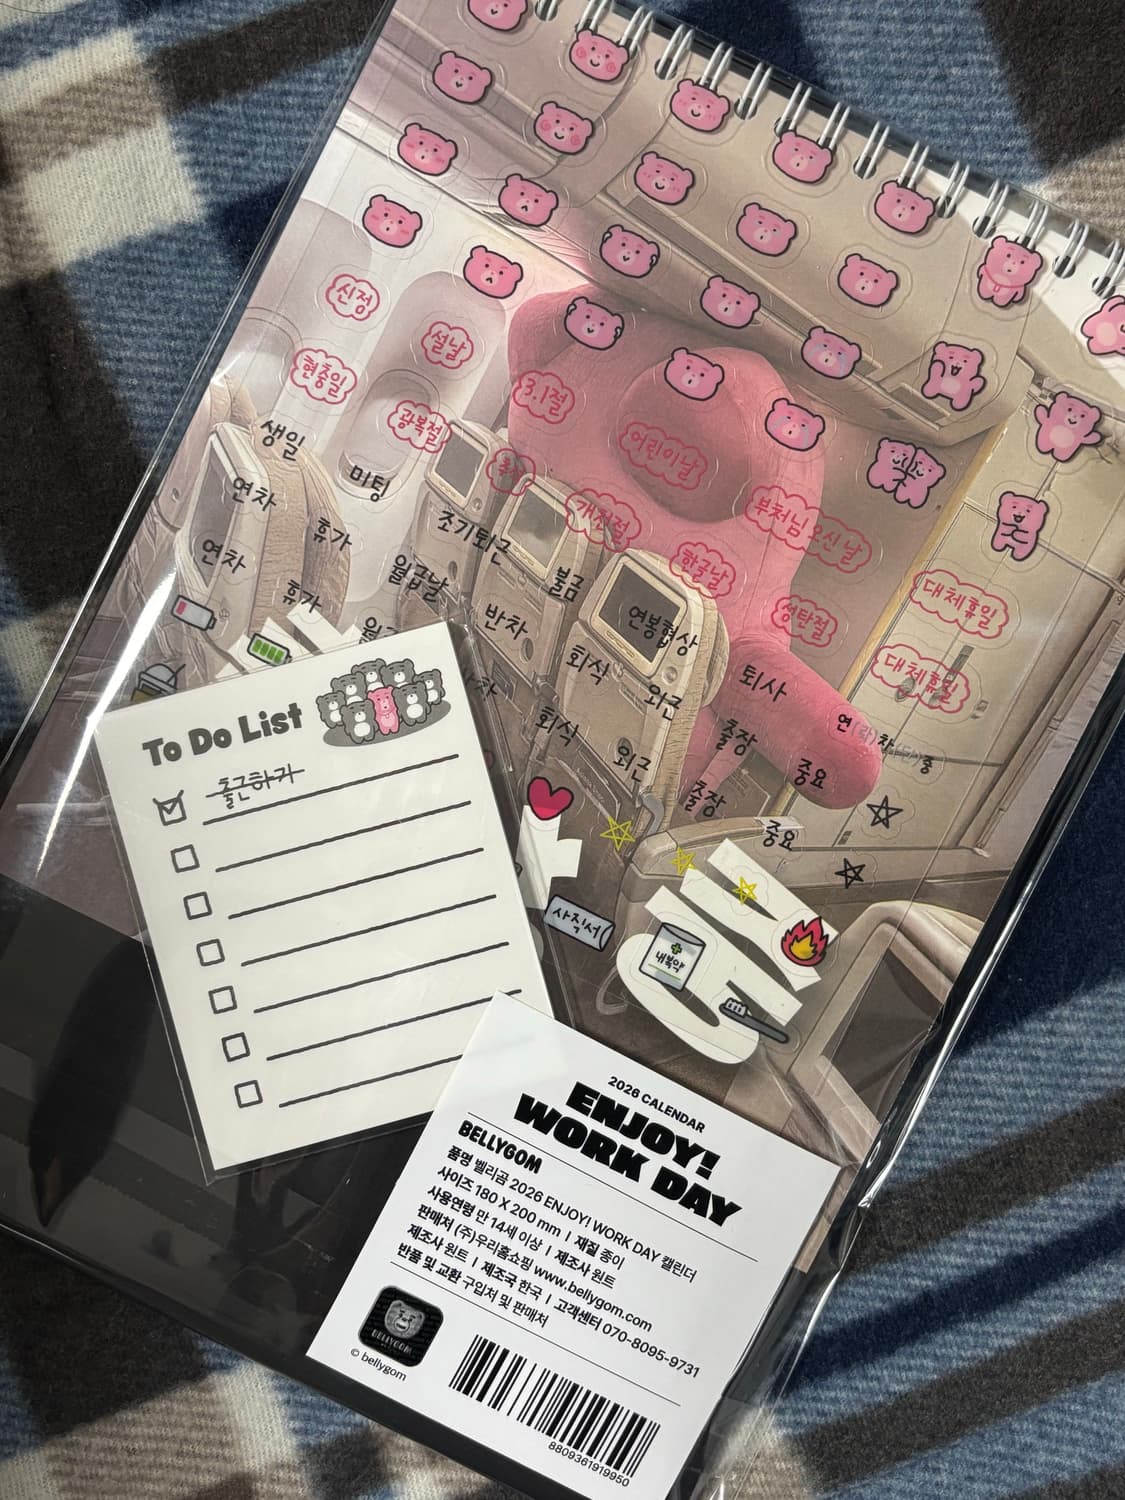 신정
설날
현충일
3.1절
광복절
어린이날
생일
미팅
부처님오신날
연차
개천절
휴가
조기퇴근
한글날
대체휴일
연차
월급날
불금
성탄절
휴가
반차
연봉협상
회식
외근
퇴사
대체휴일
회식
외근
출장
중요
출장
중요
사직서
내복약
To Do List
출근하기
2026 CALENDAR
ENJOY!
WORK DAY
BELLYGOM
품명 벨리곰 2026 ENJOY! WORK DAY 캘린더
사이즈 180 X 200 mm | 재질 종이
사용연령 만 14세 이상 | 제조사 원트
판매처 (주)우리홈쇼핑 www.bellygom.com
제조사 원트 | 제조국 한국 | 고객센터 070-8095-9731
반품 및 교환 구입처 및 판매처
BELLYGOM
© bellygom
8809361919950